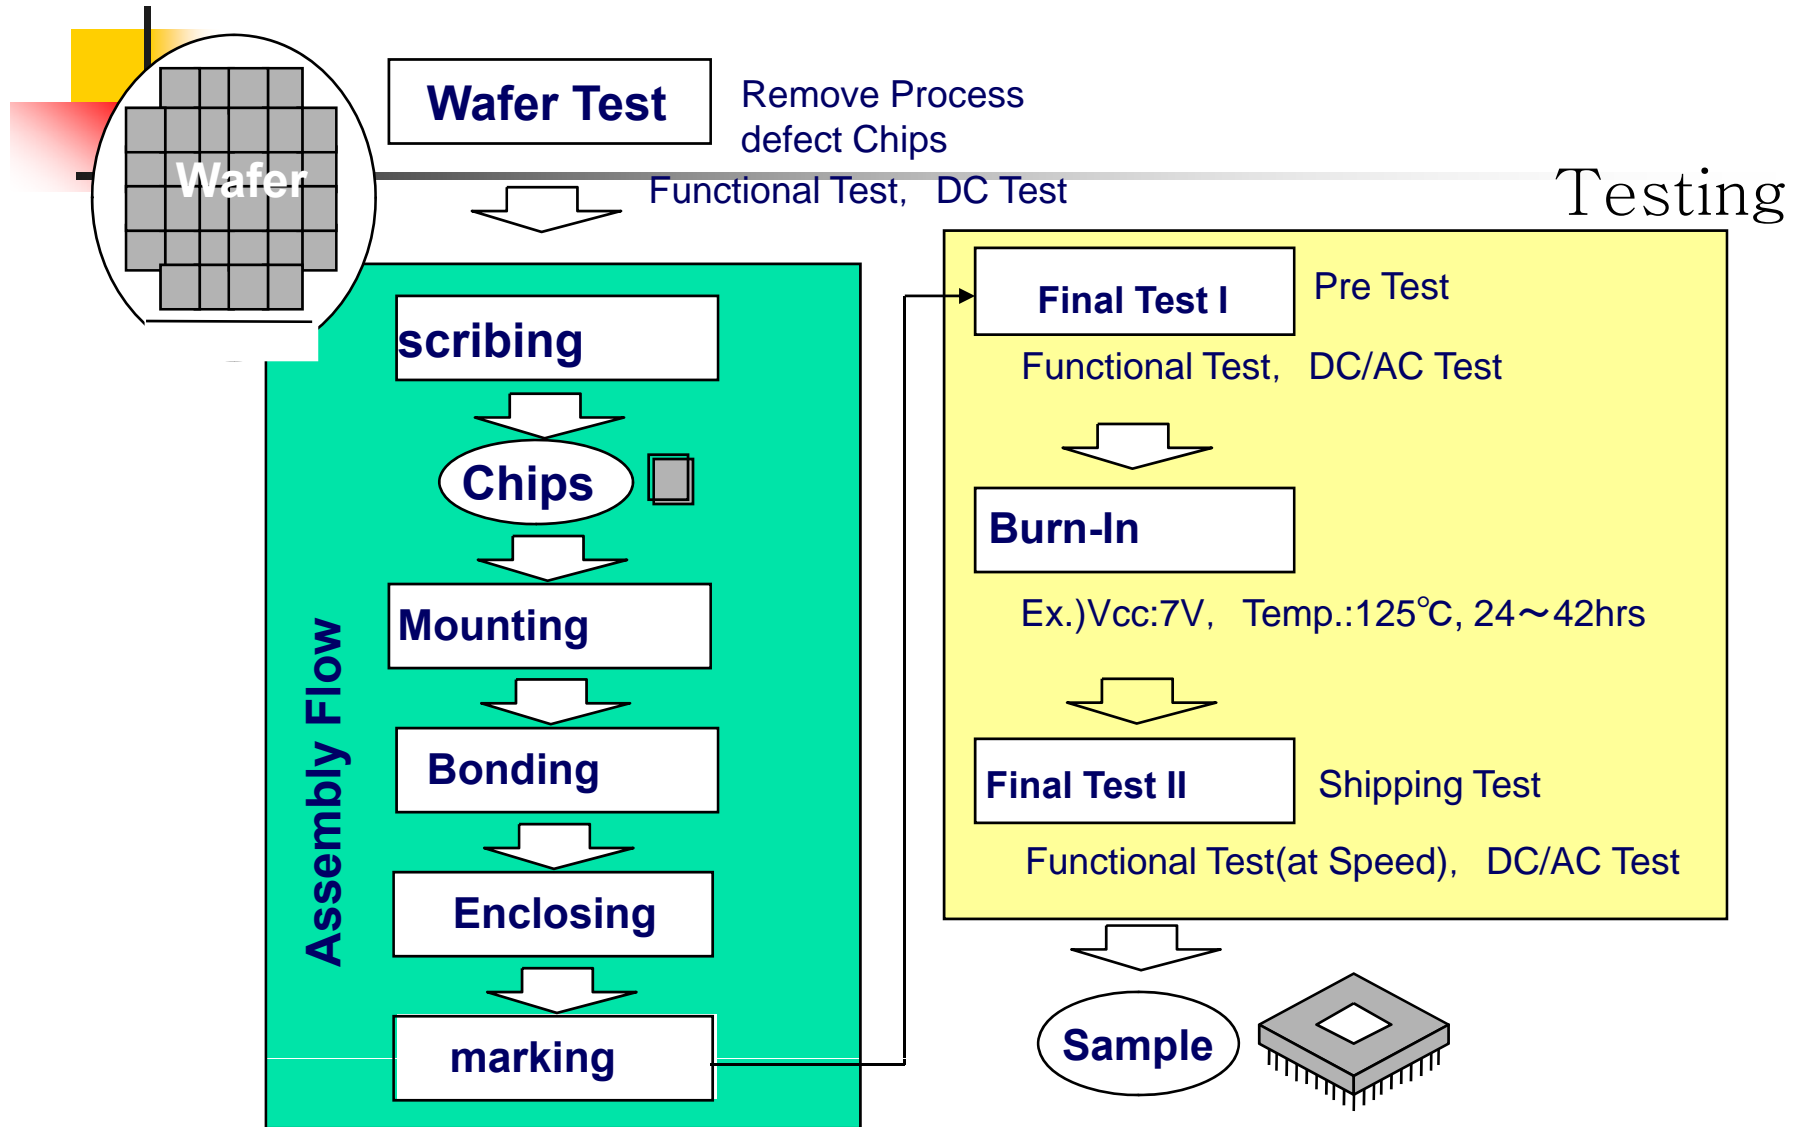 Wafer
Wafer Test
Remove Process
defect Chips
Functional Test, DC Test
Testing
Assembly Flow
scribing
Chips
Mounting
Bonding
Enclosing
marking
Final Test I
Pre Test
Functional Test, DC/AC Test
Burn-In
Ex.)Vcc:7V, Temp.:125℃, 24～42hrs
Final Test II
Shipping Test
Functional Test(at Speed), DC/AC Test
Sample